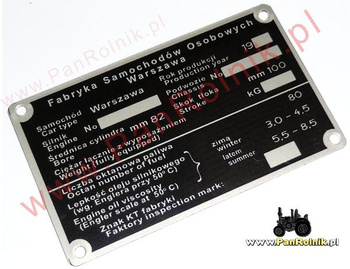 www.PanRolnik.pl
Fabryka Samochodów Osobowych
Warszawa
Samochód Warszawa Rok produkcji 19
Car type Production year
Silnik No Podwozie No
Engine Chassis
Średnica cylindra mm 82 Skok tłoka mm 100
Bore Stroke
Ciężar łącznie z wyposażeniem kG
Weight (fully equipped)
Liczba oktanowa paliwa 80
Octan number of fuel
Lepkość oleju silnikowego zima 3,0 - 4,5
(wg. Englera przy 50°C) winter
Engine oil viscosity latem 5,5 - 8,5
(Engine scale at 50°C) summer
Znak KT fabryki
Faktory inspection mark:
www.PanRolnik.pl